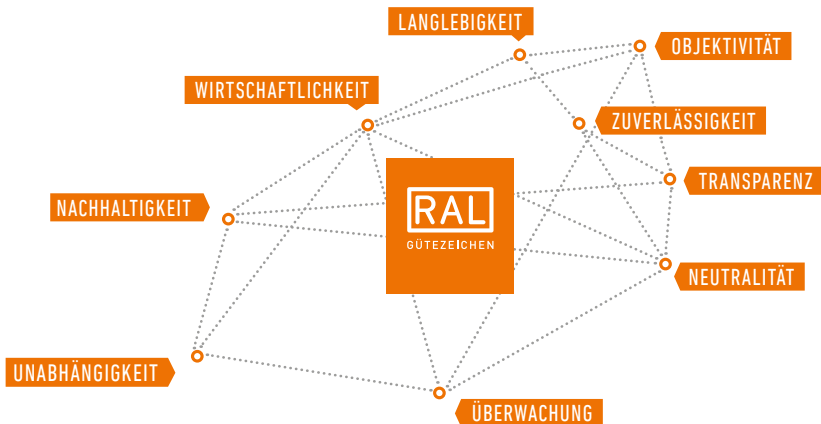 LANGLEBIGKEIT
OBJEKTIVITÄT
WIRTSCHAFTLICHKEIT
ZUVERLÄSSIGKEIT
TRANSPARENZ
NACHHALTIGKEIT
RAL
GÜTEZEICHEN
NEUTRALITÄT
UNABHÄNGIGKEIT
ÜBERWACHUNG